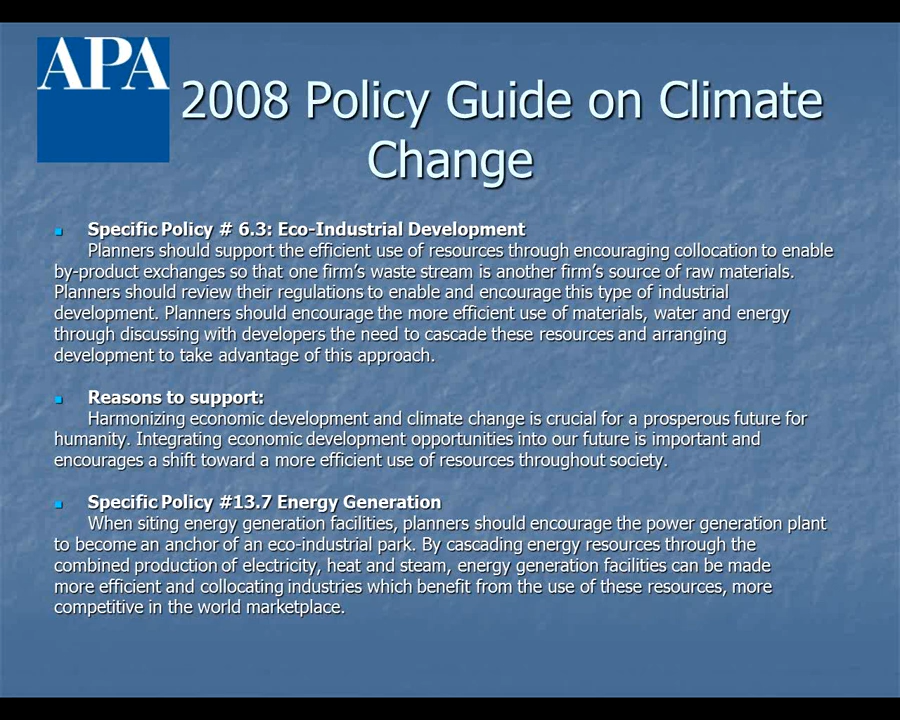 APA
2008 Policy Guide on Climate
Change
Specific Policy # 6.3: Eco-Industrial Development
Planners should support the efficient use of resources through encouraging collocation to enable
by-product exchanges so that one firm's waste stream is another firm's source of raw materials.
Planners should review their regulations to enable and encourage this type of industrial
development. Planners should encourage the more efficient use of materials, water and energy
through discussing with developers the need to cascade these resources and arranging
development to take advantage of this approach.
Reasons to support:
Harmonizing economic development and climate change is crucial for a prosperous future for
humanity. Integrating economic development opportunities into our future is important and
encourages a shift toward a more efficient use of resources throughout society.
Specific Policy #13.7 Energy Generation
When siting energy generation facilities, planners should encourage the power generation plant
to become an anchor of an eco-industrial park. By cascading energy resources through the
combined production of electricity, heat and steam, energy generation facilities can be made
more efficient and collocating industries which benefit from the use of these resources, more
competitive in the world marketplace.